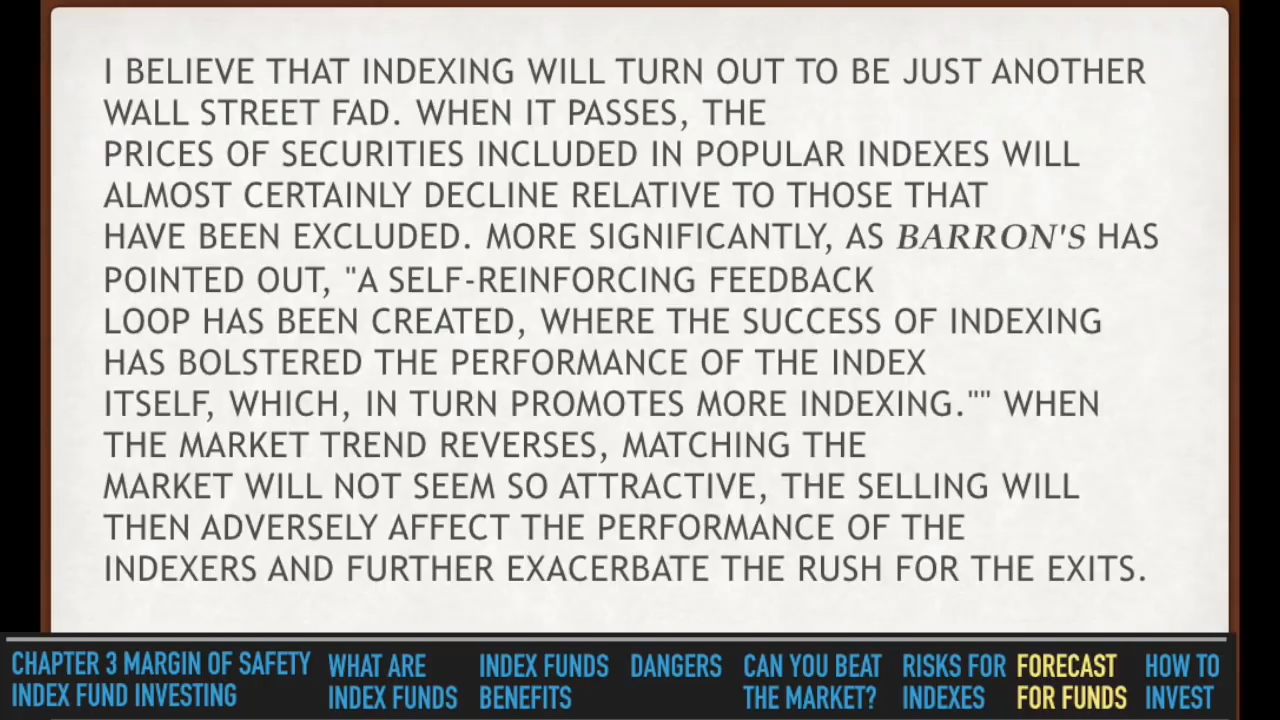 I BELIEVE THAT INDEXING WILL TURN OUT TO BE JUST ANOTHER
WALL STREET FAD. WHEN IT PASSES, THE
PRICES OF SECURITIES INCLUDED IN POPULAR INDEXES WILL
ALMOST CERTAINLY DECLINE RELATIVE TO THOSE THAT
HAVE BEEN EXCLUDED. MORE SIGNIFICANTLY, AS BARRON'S HAS
POINTED OUT, "A SELF-REINFORCING FEEDBACK
LOOP HAS BEEN CREATED, WHERE THE SUCCESS OF INDEXING
HAS BOLSTERED THE PERFORMANCE OF THE INDEX
ITSELF, WHICH, IN TURN PROMOTES MORE INDEXING."" WHEN
THE MARKET TREND REVERSES, MATCHING THE
MARKET WILL NOT SEEM SO ATTRACTIVE, THE SELLING WILL
THEN ADVERSELY AFFECT THE PERFORMANCE OF THE
INDEXERS AND FURTHER EXACERBATE THE RUSH FOR THE EXITS.
CHAPTER 3 MARGIN OF SAFETY
INDEX FUND INVESTING
WHAT ARE
INDEX FUNDS
INDEX FUNDS
BENEFITS
DANGERS
CAN YOU BEAT
THE MARKET?
RISKS FOR
INDEXES
FORECAST
FOR FUNDS
HOW TO
INVEST